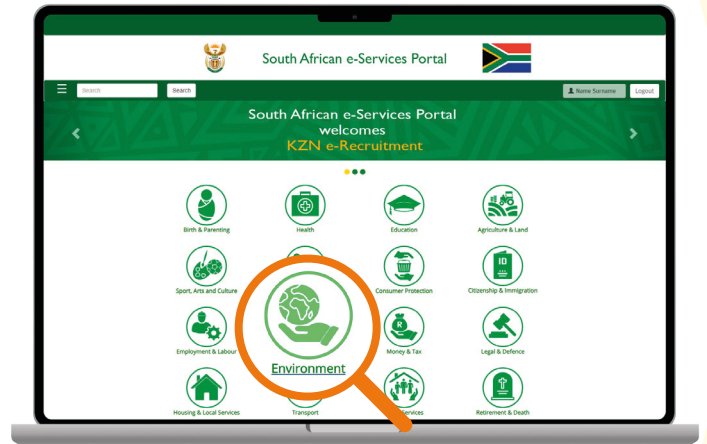 South African e-Services Portal
Search
Search
Name Surname
Logout
South African e-Services Portal
welcomes
KZN e-Recruitment
Birth & Parenting
Health
Education
Agriculture & Land
ID
Sport, Arts and Culture
Consumer Protection
Citizenship & Immigration
R
Employment & Labour
Environment
Money & Tax
Legal & Defence
Housing & Local Services
Transport
Services
Retirement & Death